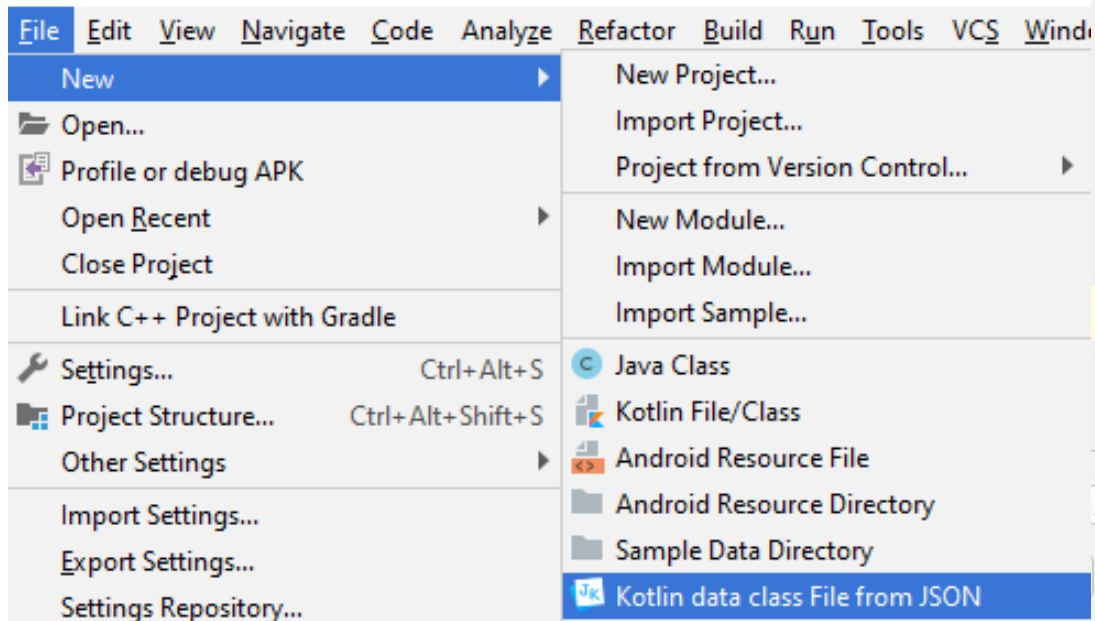 File Edit View Navigate Code Analyze Refactor Build Run Tools VCS
New
Open...
Profile or debug APK
Open Recent
Close Project
Link C++ Project with Gradle
Settings... Ctrl+Alt+S
Project Structure... Ctrl+Alt+Shift+S
Other Settings
Import Settings...
Export Settings...
Settings Repository...
New Project...
Import Project...
Project from Version Control...
New Module...
Import Module...
Import Sample...
C Java Class
Kotlin File/Class
Android Resource File
Android Resource Directory
Sample Data Directory
JK Kotlin data class File from JSON